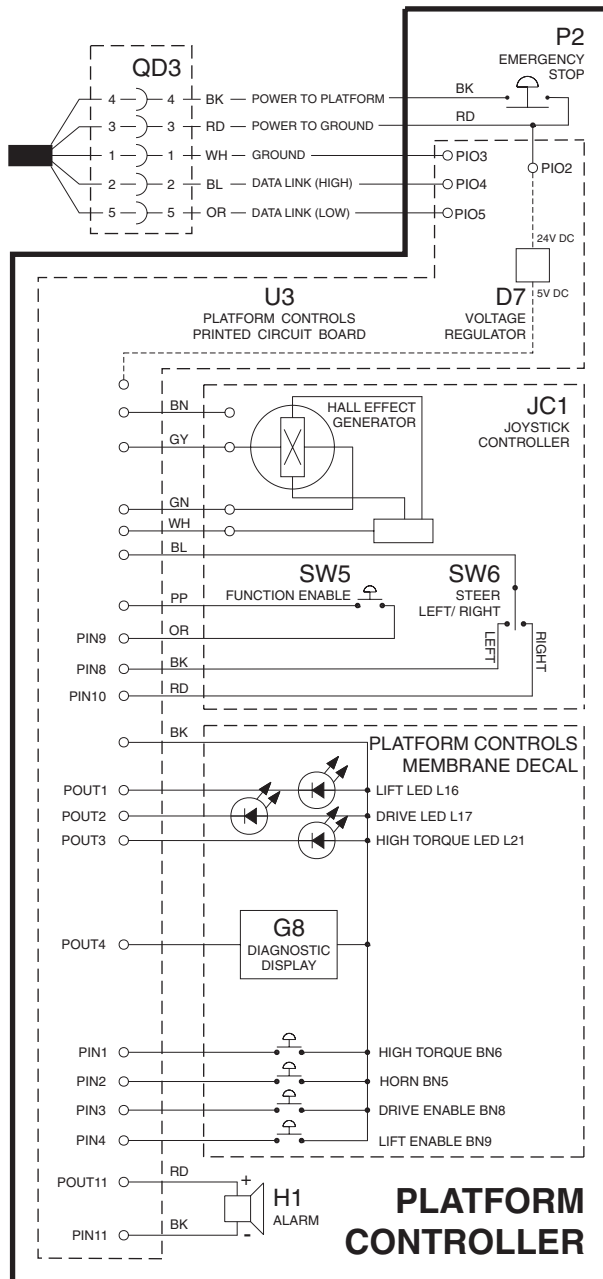 P2
EMERGENCY
STOP
QD3
4 4 BK POWER TO PLATFORM BK
3 3 RD POWER TO GROUND RD
1 1 WH GROUND PIO3
PIO2
2 2 BL DATA LINK (HIGH) PIO4
5 5 OR DATA LINK (LOW) PIO5
24V DC
5V DC
U3
PLATFORM CONTROLS
PRINTED CIRCUIT BOARD
D7
VOLTAGE
REGULATOR
BN
HALL EFFECT
GENERATOR
JC1
JOYSTICK
CONTROLLER
GY
GN
WH
BL
SW5
FUNCTION ENABLE
SW6
STEER
LEFT/ RIGHT
PP
PIN9 OR
LEFT
RIGHT
PIN8 BK
PIN10 RD
BK
PLATFORM CONTROLS
MEMBRANE DECAL
POUT1 LIFT LED L16
POUT2 DRIVE LED L17
POUT3 HIGH TORQUE LED L21
POUT4
G8
DIAGNOSTIC
DISPLAY
PIN1 HIGH TORQUE BN6
PIN2 HORN BN5
PIN3 DRIVE ENABLE BN8
PIN4 LIFT ENABLE BN9
POUT11 RD +
H1
ALARM
PIN11 BK -
PLATFORM
CONTROLLER